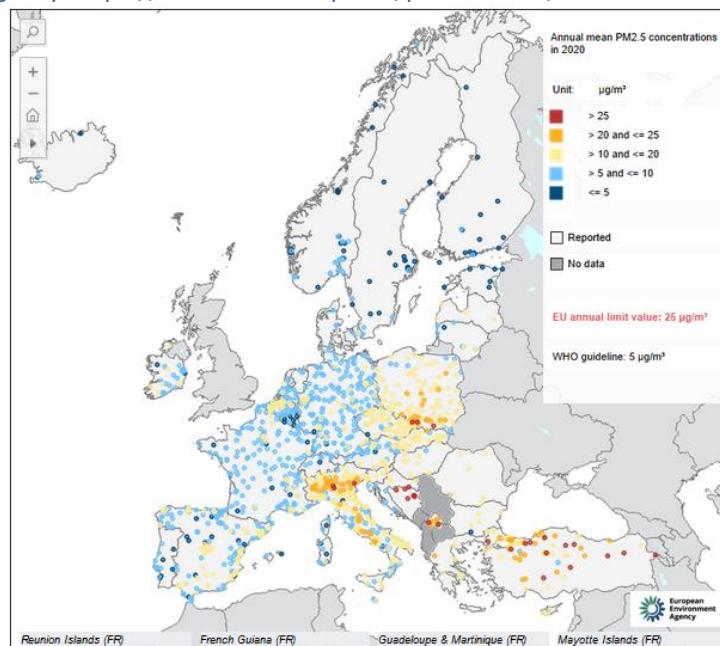 Annual mean PM2.5 concentrations
in 2020
Unit: µg/m³
> 25
> 20 and <= 25
> 10 and <= 20
> 5 and <= 10
<= 5
Reported
No data
EU annual limit value: 25 µg/m³
WHO guideline: 5 µg/m³
European
Environment
Agency
Reunion Islands (FR) French Guiana (FR) Guadeloupe & Martinique (FR) Mayotte Islands (FR)